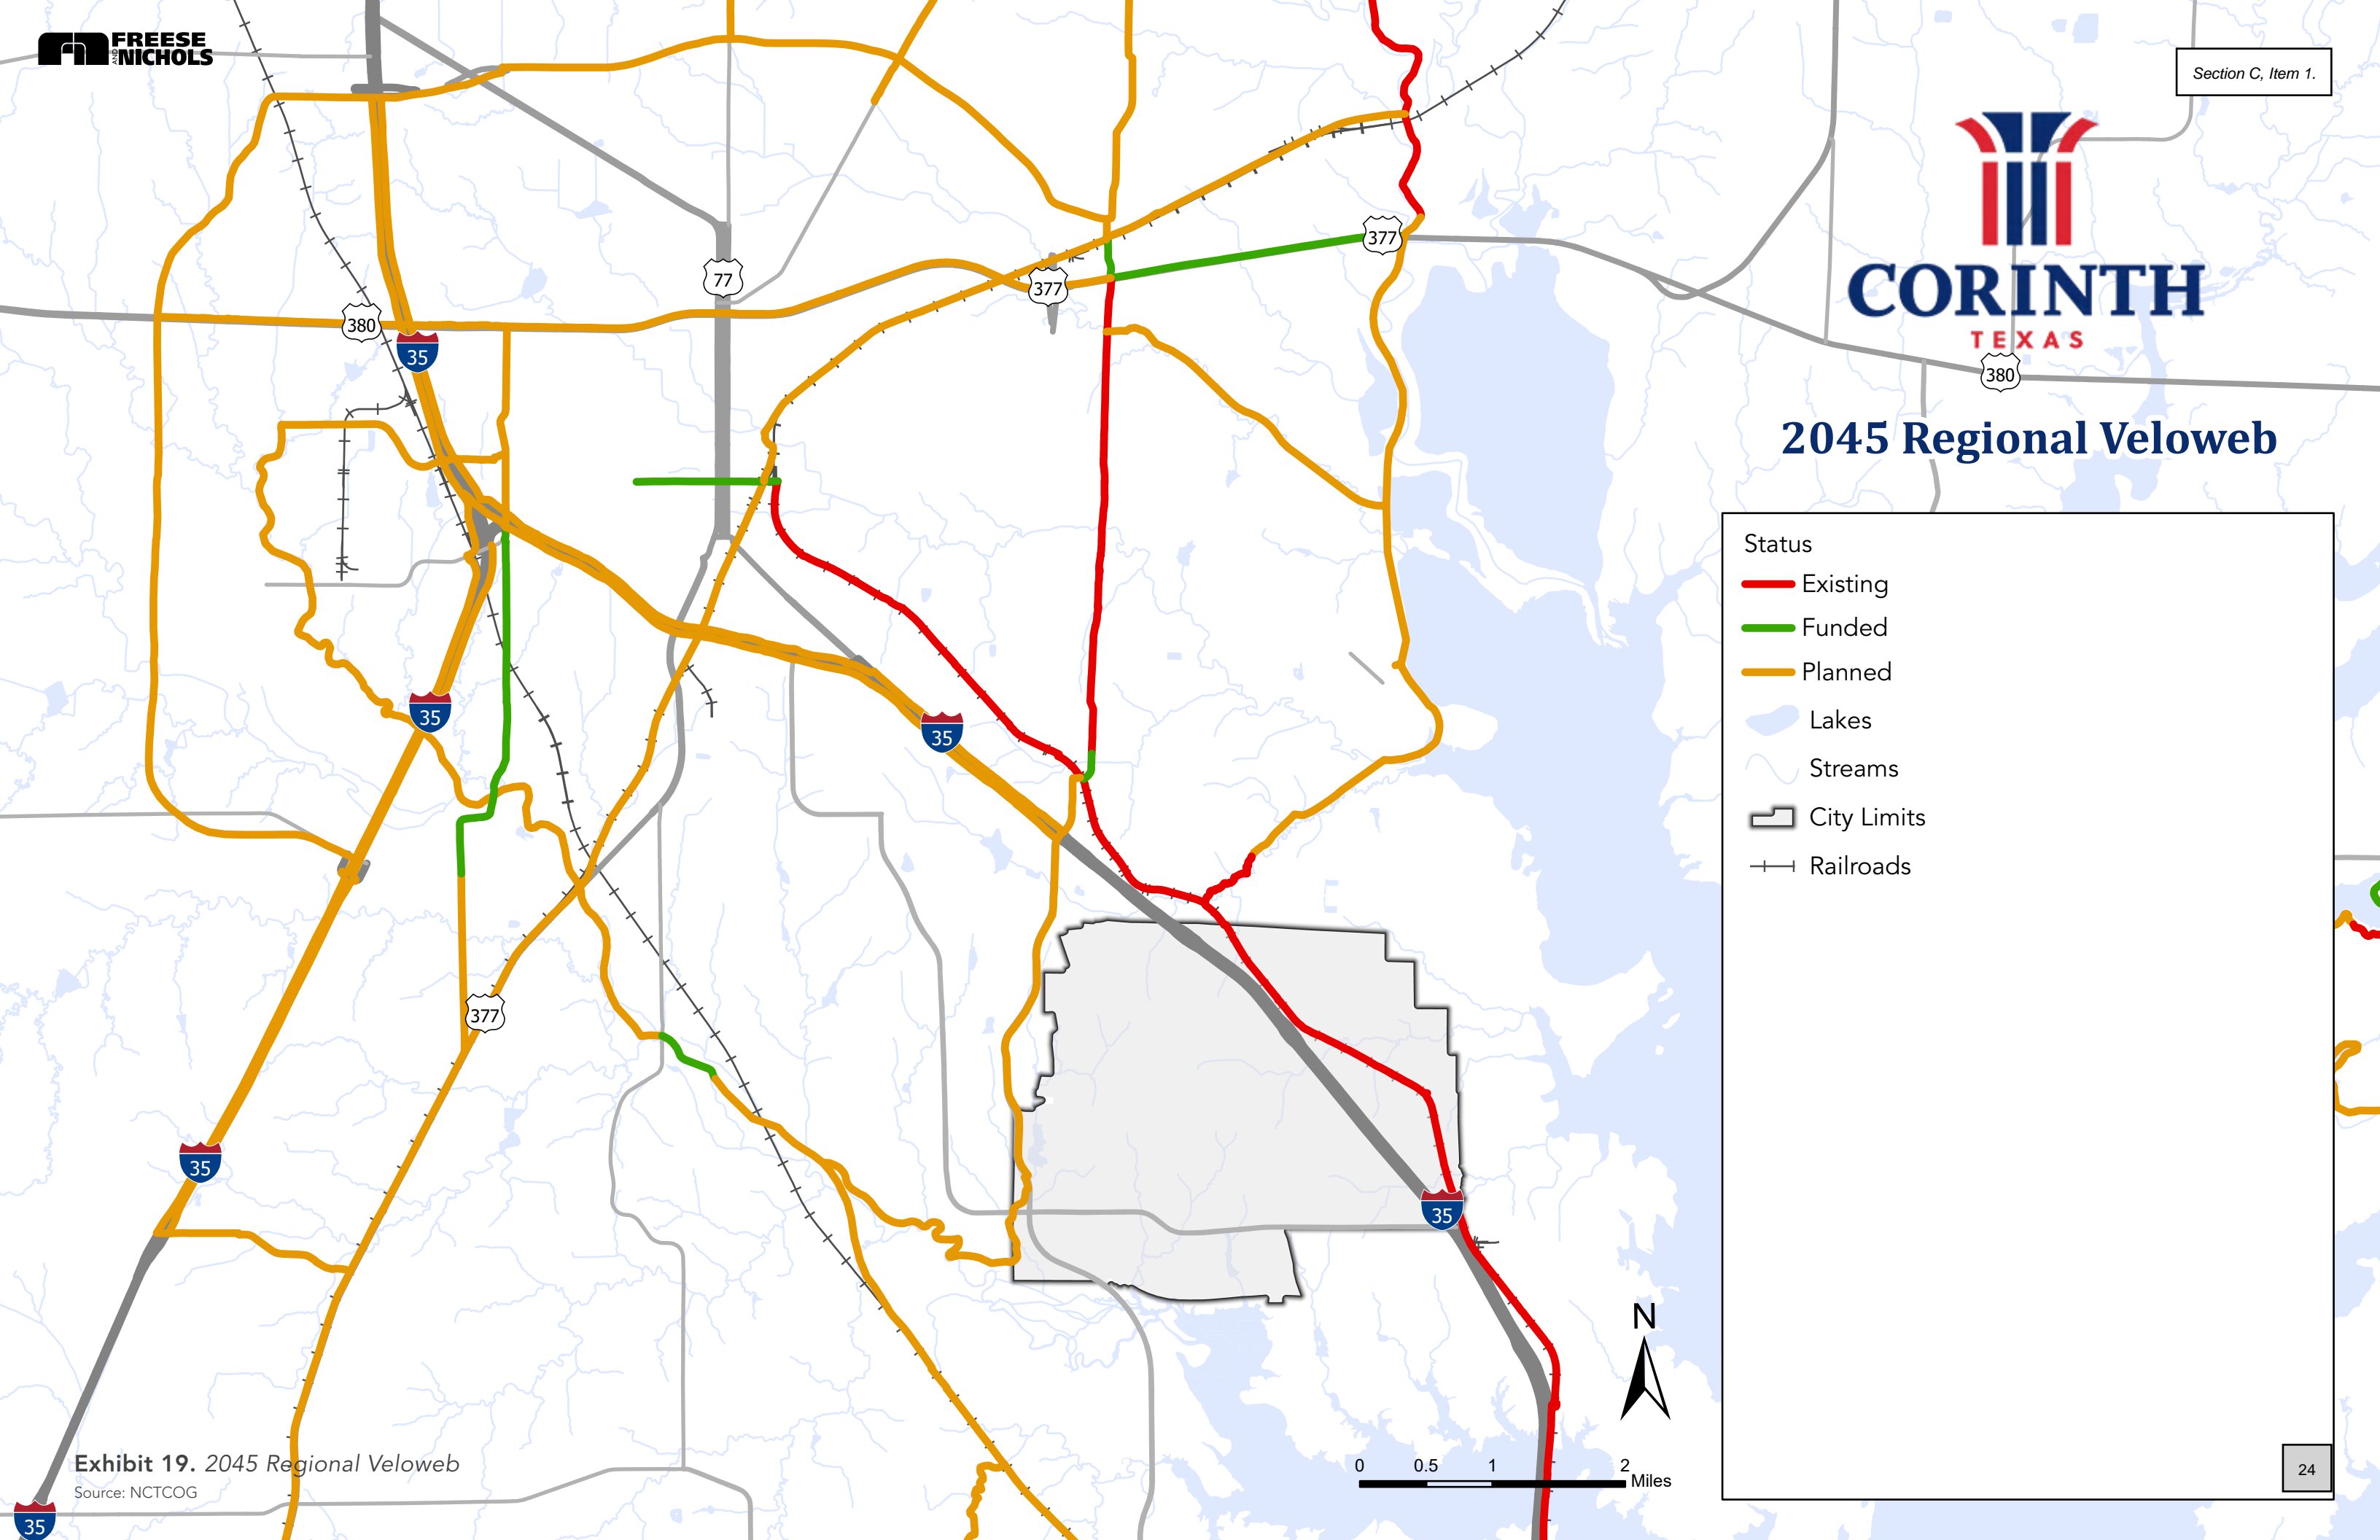 FREESE
AND
NICHOLS
Section C, Item 1.
CORINTH
TEXAS
2045 Regional Veloweb
Status
Existing
Funded
Planned
Lakes
Streams
City Limits
Railroads
377
77
377
380
35
380
35
35
377
35
35
35
N
0 0.5 1 2
Miles
Exhibit 19. 2045 Regional Veloweb
Source: NCTCOG
24